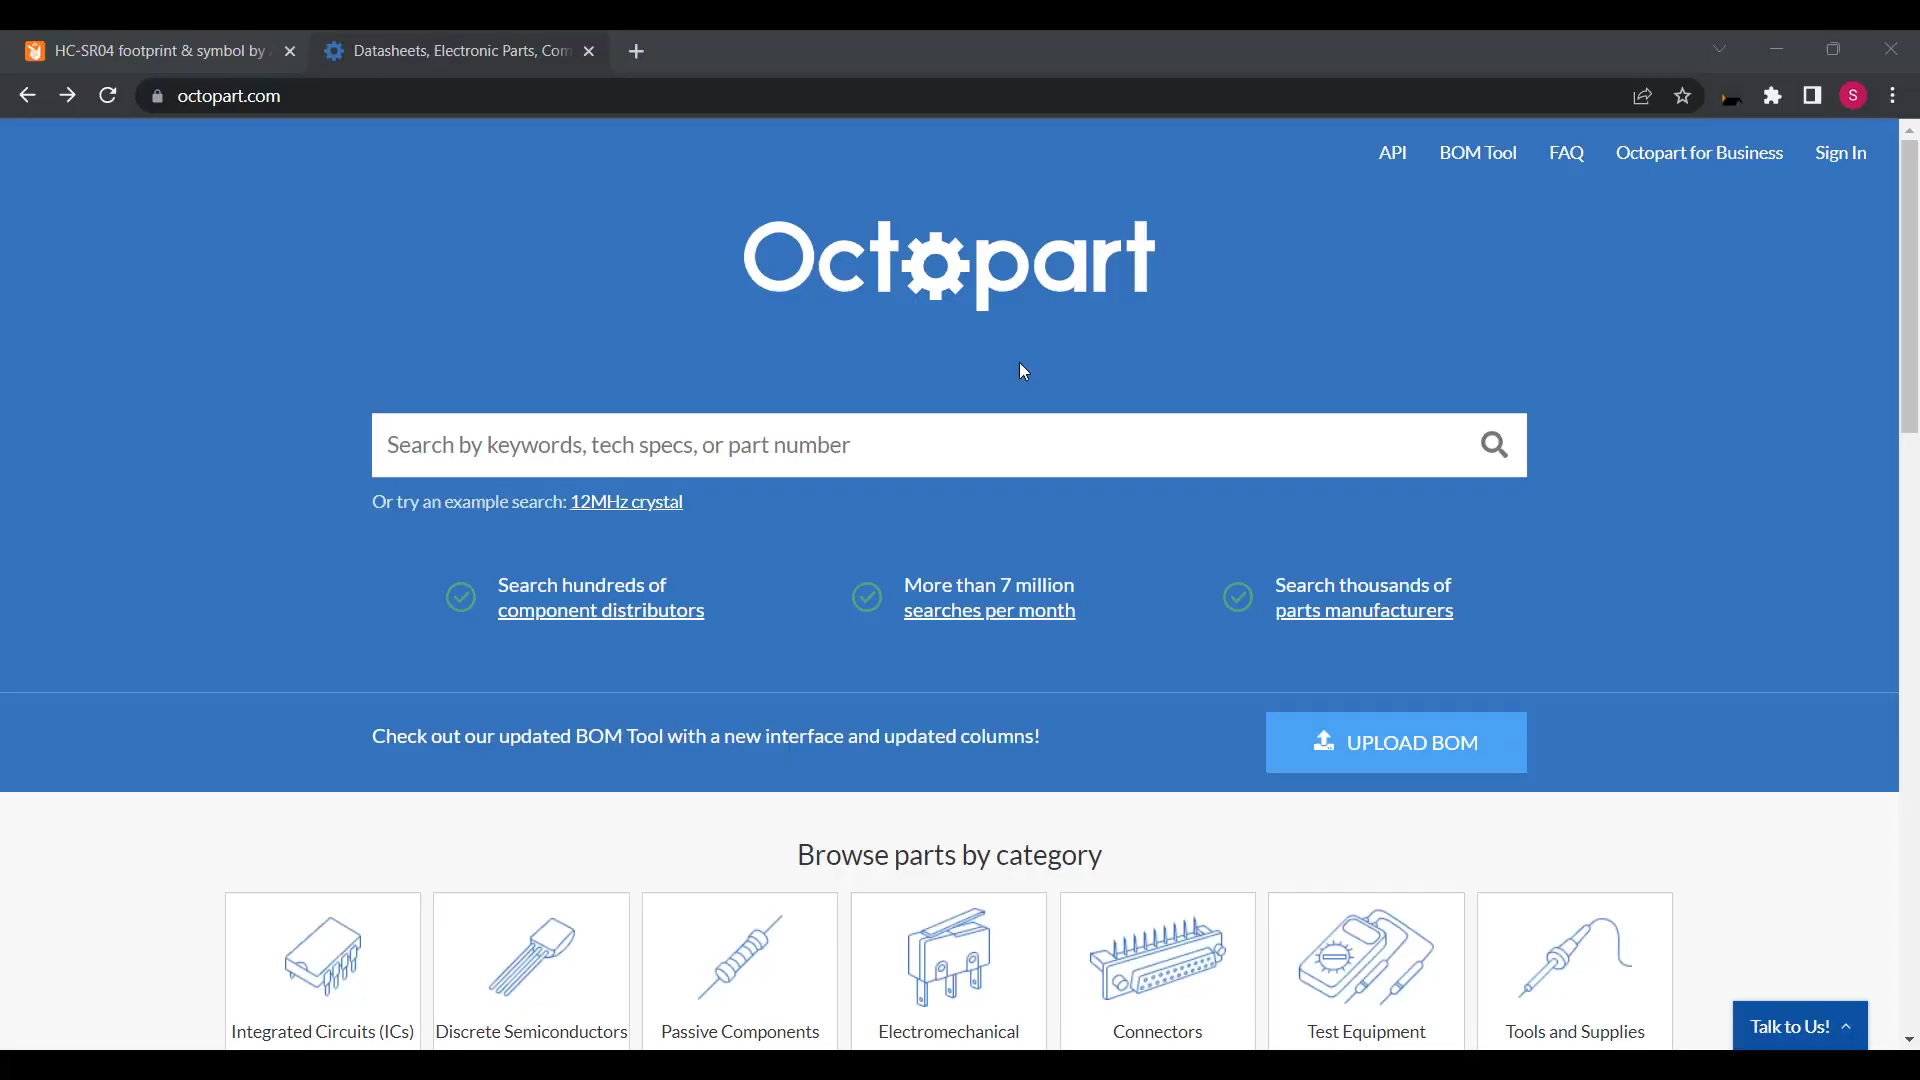 HC-SR04 footprint & symbol by
Datasheets, Electronic Parts, Com
octopart.com
S
API
BOM Tool
FAQ
Octopart for Business
Sign In
Octopart
Search by keywords, tech specs, or part number
Or try an example search: 12MHz crystal
Search hundreds of
component distributors
More than 7 million
searches per month
Search thousands of
parts manufacturers
Check out our updated BOM Tool with a new interface and updated columns!
UPLOAD BOM
Browse parts by category
Integrated Circuits (ICs)
Discrete Semiconductors
Passive Components
Electromechanical
Connectors
Test Equipment
Tools and Supplies
Talk to Us!